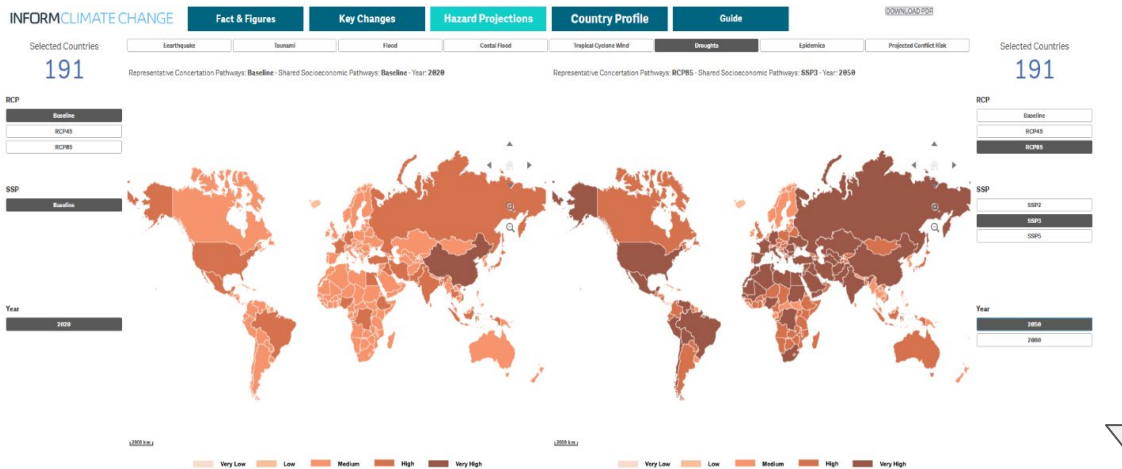 INFORM CLIMATE CHANGE
Fact & Figures
Key Changes
Hazard Projections
Country Profile
Guide
DOWNLOAD PDF
Selected Countries
191
Eearthquake
Tsunami
Flood
Costal Flood
Tropical Cyclone Wind
Droughts
Epidemics
Projected Conflict Risk
Selected Countries
191
Representative Concertation Pathways: Baseline - Shared Socioeconomic Pathways: Baseline - Year: 2020
Representative Concertation Pathways: RCP85 - Shared Socioeconomic Pathways: SSP3 - Year: 2050
RCP
Baseline
RCP45
RCP85
SSP
Baseline
Year
2020
RCP
Baseline
RCP45
RCP85
SSP
SSP2
SSP3
SSP5
Year
2050
2080
2000 km
2000 km
Very Low
Low
Medium
High
Very High
Very Low
Low
Medium
High
Very High